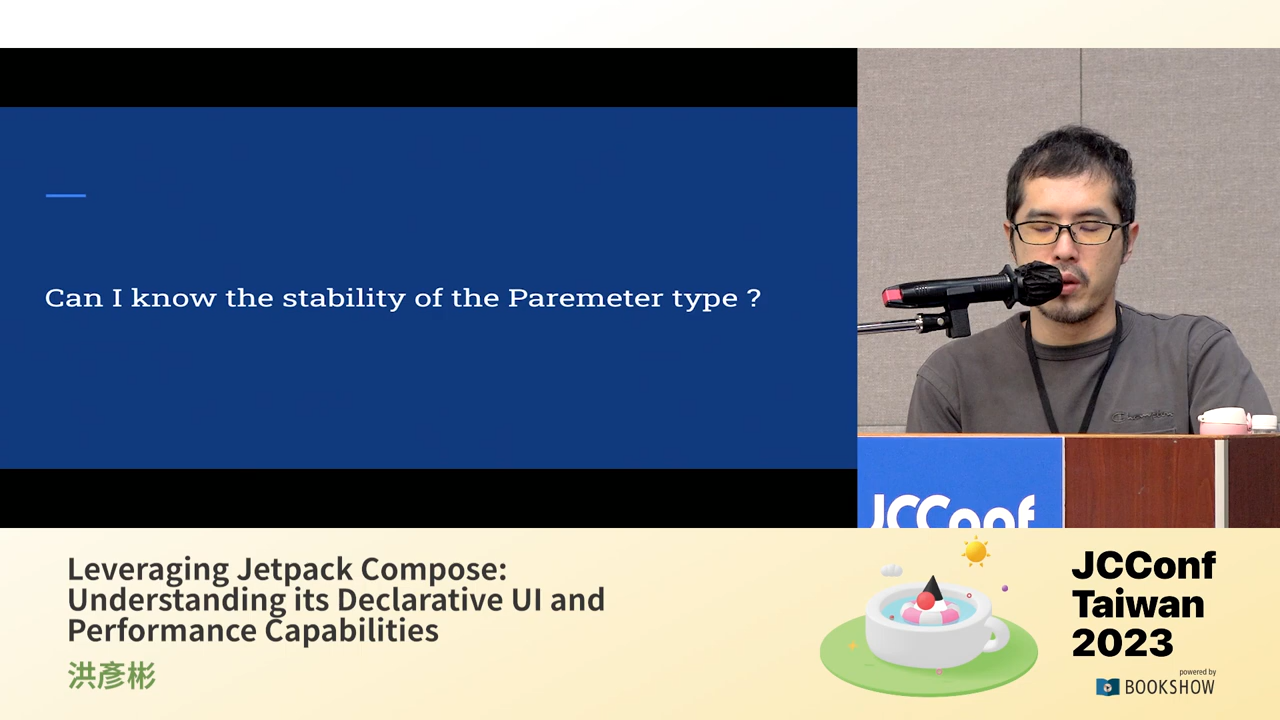 Can I know the stability of the Paremeter type ?
Champion
JCConf
Leveraging Jetpack Compose:
Understanding its Declarative UI and
Performance Capabilities
洪彥彬
JCConf
Taiwan
2023
powered by
BOOKSHOW